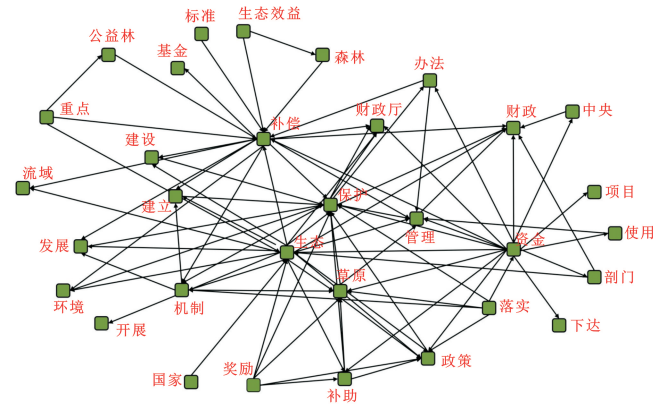 标准
生态效益
公益林
基金
森林
办法
重点
补偿
财政厅
财政
中央
建设
流域
建立
保护
项目
发展
生态
管理
资金
使用
草原
环境
机制
落实
剖门
开展
下达
国家
奖励
补助
政策